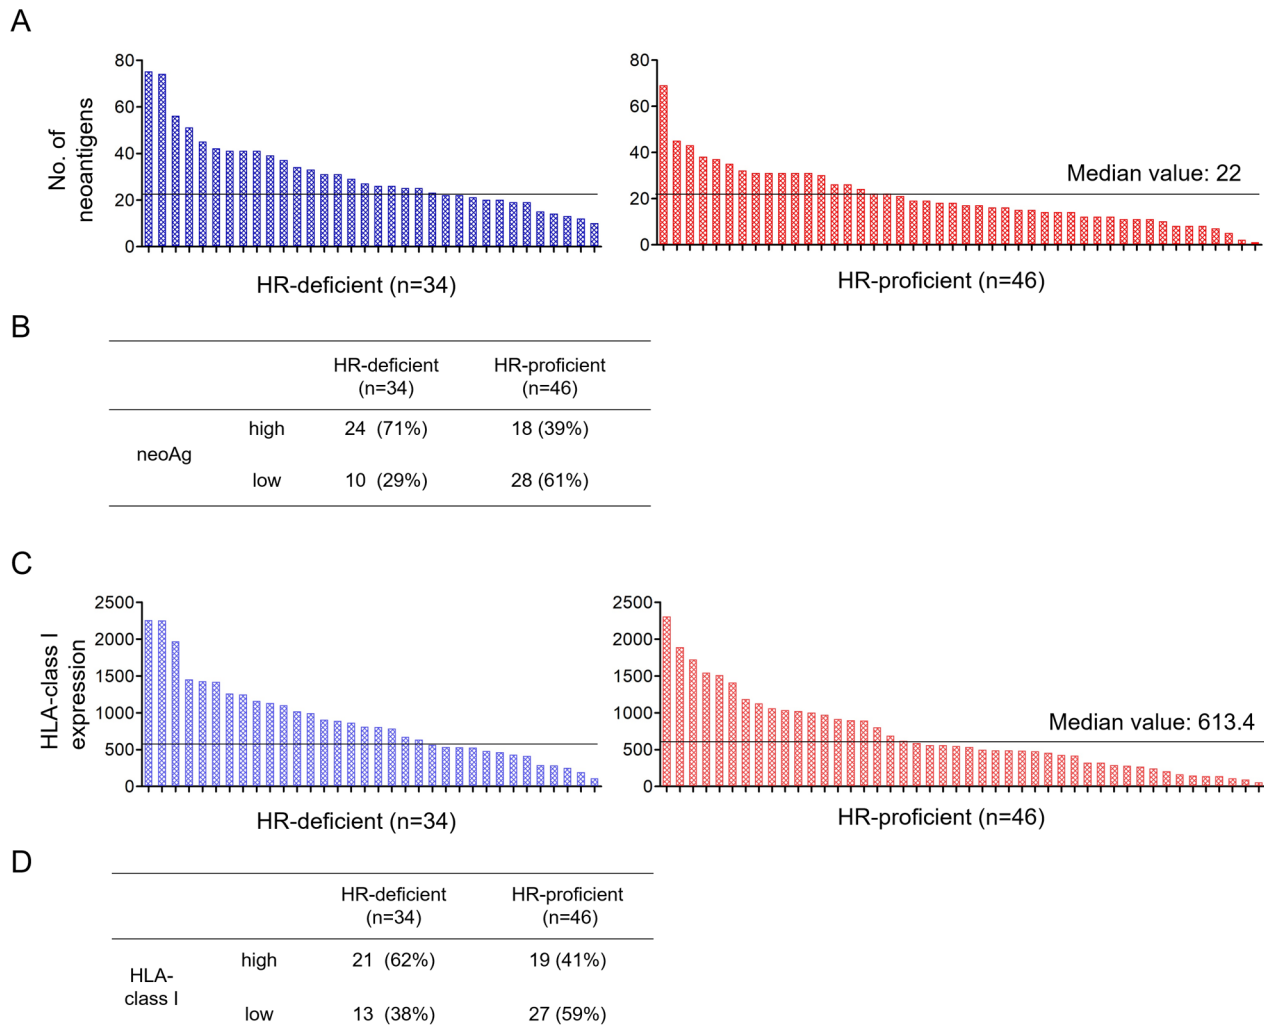 A
No. of
neoantigens
80
60
40
20
0
HR-deficient (n=34)
80
60
40
20
0
Median value: 22
HR-proficient (n=46)
B
HR-deficient
(n=34)
HR-proficient
(n=46)
neoAg
high
24 (71%)
18 (39%)
low
10 (29%)
28 (61%)
C
HLA-class I
expression
2500
2000
1500
1000
500
0
HR-deficient (n=34)
2500
2000
1500
1000
500
0
Median value: 613.4
HR-proficient (n=46)
D
HR-deficient
(n=34)
HR-proficient
(n=46)
HLA-
class I
high
21 (62%)
19 (41%)
low
13 (38%)
27 (59%)